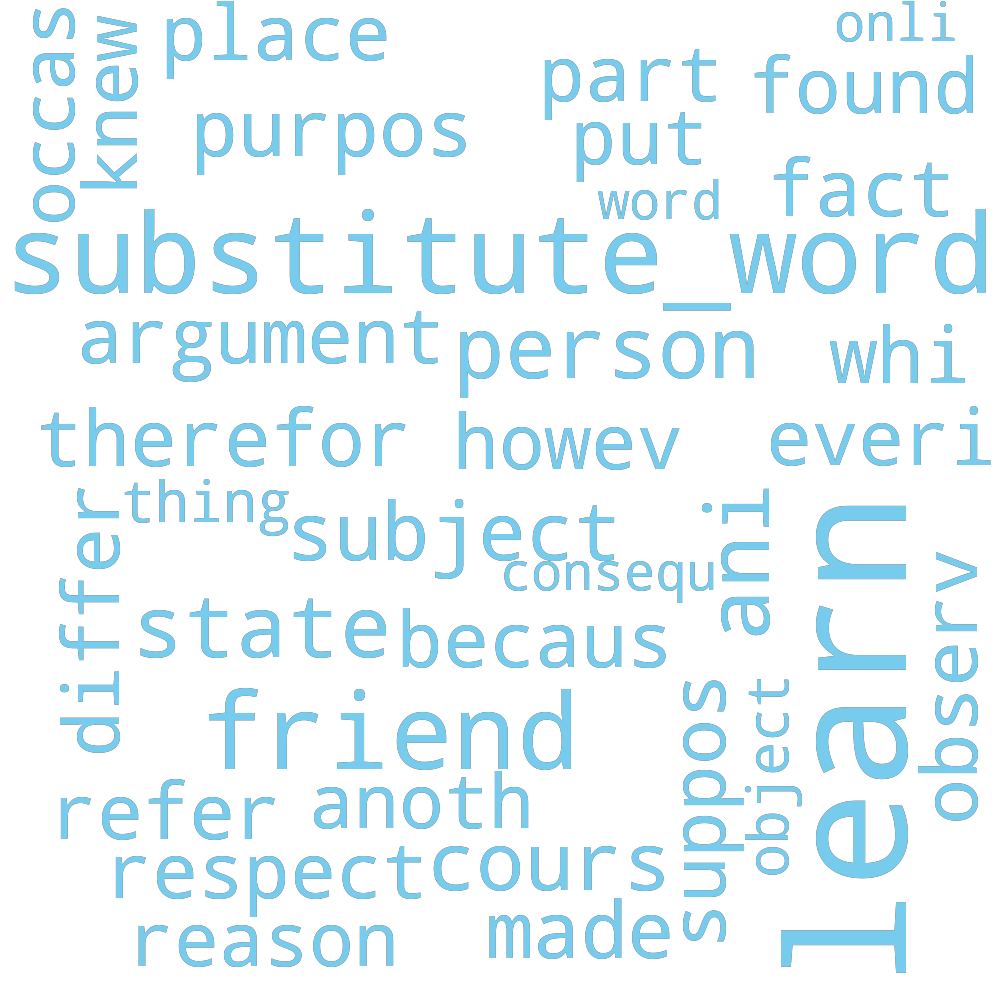 occas
knew
place
onli
part
found
purpos
put
word
fact
substitute_word
argument
person
whi
therefor
howev
everi
thing
differ
subject
consequ
ani
learn
observ
state
becaus
friend
suppos
object
refer
anoth
respect
cours
reason
made